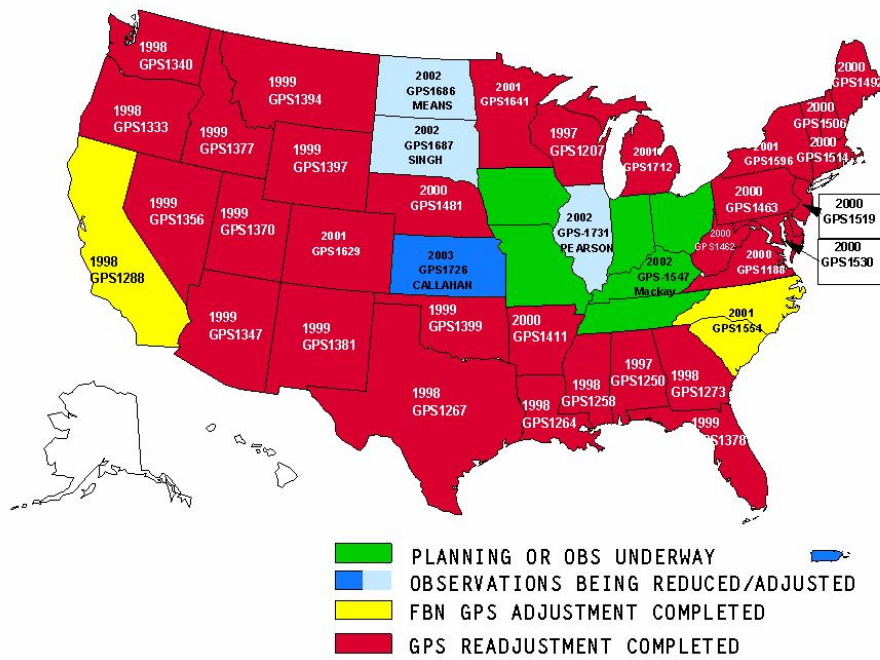 1998
GPS1340
1998
GPS1333
1999
GPS1394
1999
GPS1377
1999
GPS1397
2002
GPS1686
MEANS
2002
GPS1687
SINGH
2001
GPS1641
1997
GPS1207
2001
GPS1712
2000
GPS1492
2000
GPS1506
2000
GPS1514
2001
GPS1596
2000
GPS1463
2000
GPS1519
2000
GPS1530
1999
GPS1356
1999
GPS1370
2001
GPS1629
2000
GPS1481
2003
GPS1726
CALLAHAN
2002
GPS-1731
PEARSON
2002
GPS-1547
Mackay
2000
GPS1462
2000
GPS1188
1998
GPS1288
1999
GPS1347
1999
GPS1381
1999
GPS1399
2000
GPS1411
2001
GPS1554
1998
GPS1267
1998
GPS1264
1998
GPS1258
1997
GPS1250
1998
GPS1273
1999
GPS1378
PLANNING OR OBS UNDERWAY
OBSERVATIONS BEING REDUCED/ADJUSTED
FBN GPS ADJUSTMENT COMPLETED
GPS READJUSTMENT COMPLETED